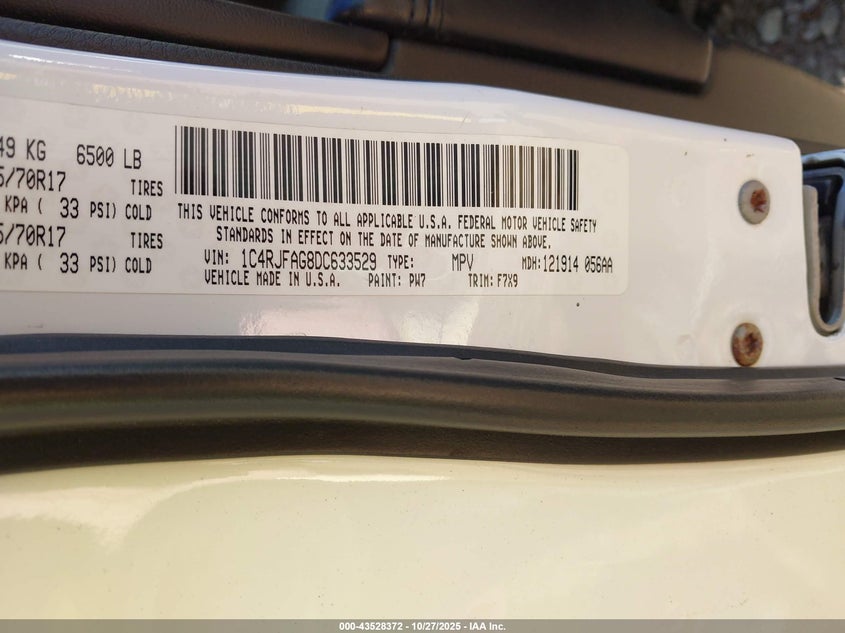 49 KG 6500 LB
5/70R17 TIRES
KPA ( 33 PSI) COLD
5/70R17 TIRES
KPA ( 33 PSI) COLD
THIS VEHICLE CONFORMS TO ALL APPLICABLE U.S.A. FEDERAL MOTOR VEHICLE SAFETY
STANDARDS IN EFFECT ON THE DATE OF MANUFACTURE SHOWN ABOVE.
VIN: 1C4RJFAG8DC633529 TYPE: MPV MDH: 121914 056AA
VEHICLE MADE IN U.S.A. PAINT: PW7 TRIM: F7X9
000-43528372 | 10/27/2025 - IAA Inc.